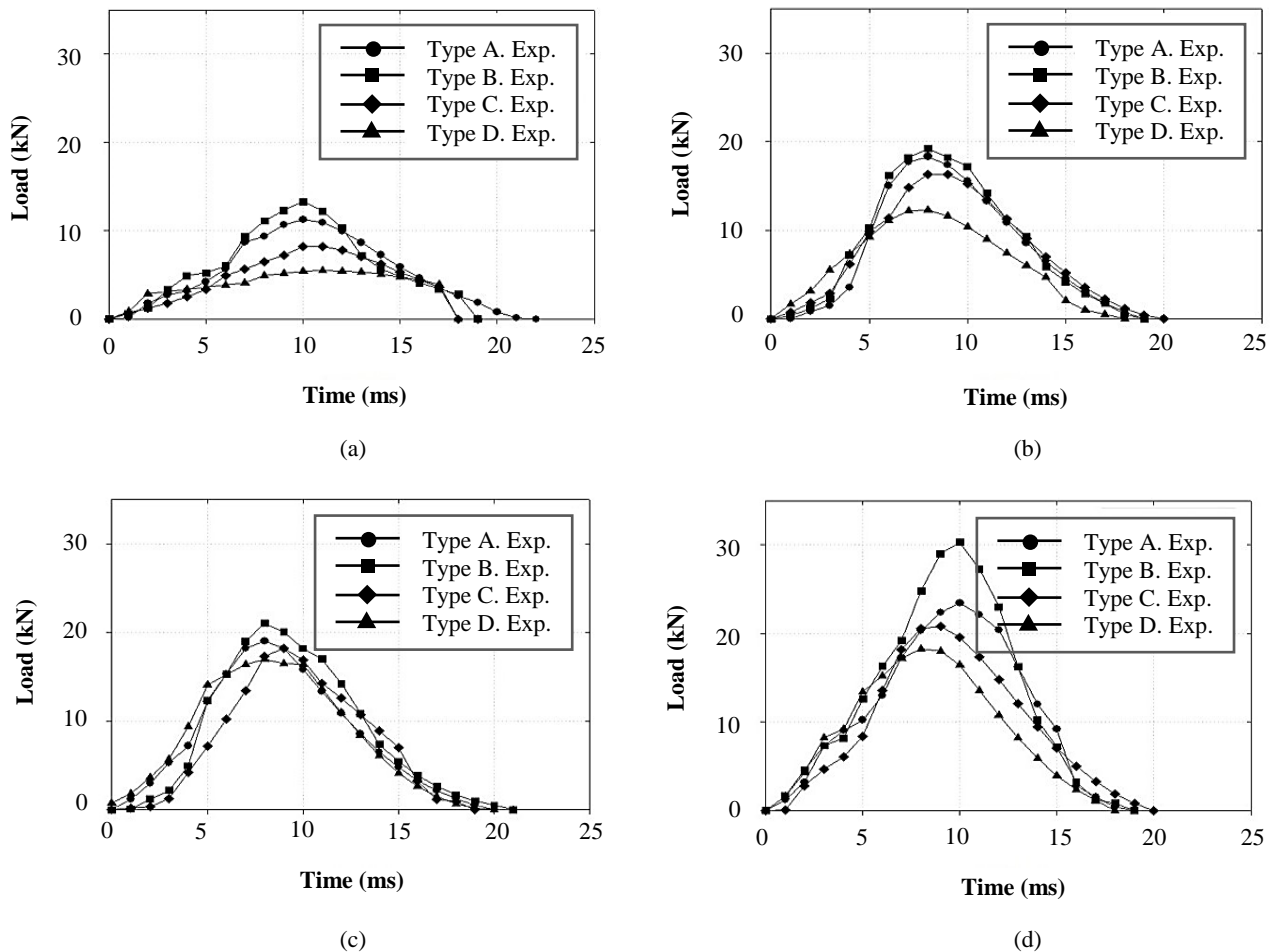 Load (kN)
30
20
10
0
Type A. Exp.
Type B. Exp.
Type C. Exp.
Type D. Exp.
0 5 10 15 20 25
Time (ms)
(a)
Load (kN)
30
20
10
0
Type A. Exp.
Type B. Exp.
Type C. Exp.
Type D. Exp.
0 5 10 15 20 25
Time (ms)
(b)
Load (kN)
30
20
10
0
Type A. Exp.
Type B. Exp.
Type C. Exp.
Type D. Exp.
0 5 10 15 20 25
Time (ms)
(c)
Load (kN)
30
20
10
0
Type A. Exp.
Type B. Exp.
Type C. Exp.
Type D. Exp.
0 5 10 15 20 25
Time (ms)
(d)